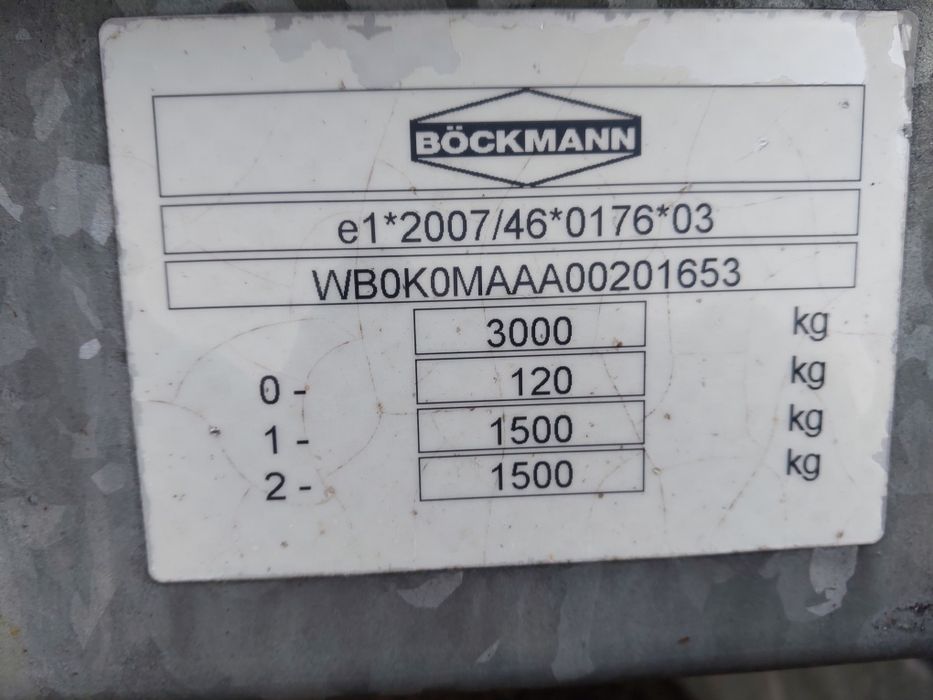 BÖCKMANN
e1*2007/46*0176*03
WB0K0MAAA00201653
3000 kg
0- 120 kg
1- 1500 kg
2- 1500 kg